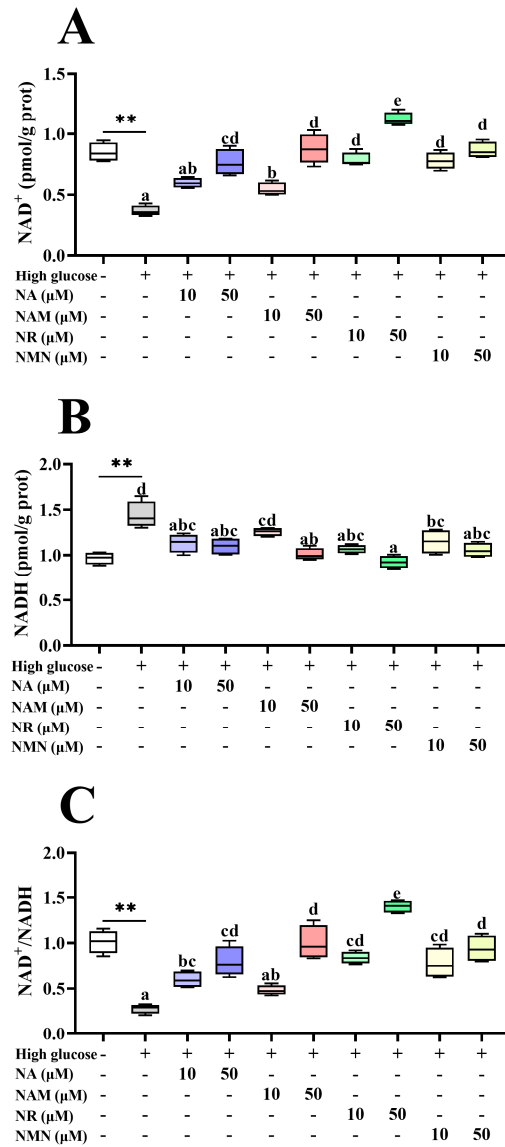 A
NAD+ (pmol/g prot)
1.5
1.0
0.5
0.0
**
a
ab
cd
b
d
d
e
d
d
High glucose - + + + + + + + + +
NA (μM) - - 10 50 - - - - - -
NAM (μM) - - - - 10 50 - - - -
NR (μM) - - - - - - 10 50 - -
NMN (μM) - - - - - - - - 10 50
B
NADH (pmol/g prot)
2.0
1.5
1.0
0.5
0.0
**
d
abc
abc
cd
ab
abc
a
bc
abc
High glucose - + + + + + + + + +
NA (μM) - - 10 50 - - - - - -
NAM (μM) - - - - 10 50 - - - -
NR (μM) - - - - - - 10 50 - -
NMN (μM) - - - - - - - - 10 50
C
NAD+/NADH
2.0
1.5
1.0
0.5
0.0
**
a
bc
cd
ab
d
cd
e
cd
d
High glucose - + + + + + + + + +
NA (μM) - - 10 50 - - - - - -
NAM (μM) - - - - 10 50 - - - -
NR (μM) - - - - - - 10 50 - -
NMN (μM) - - - - - - - - 10 50